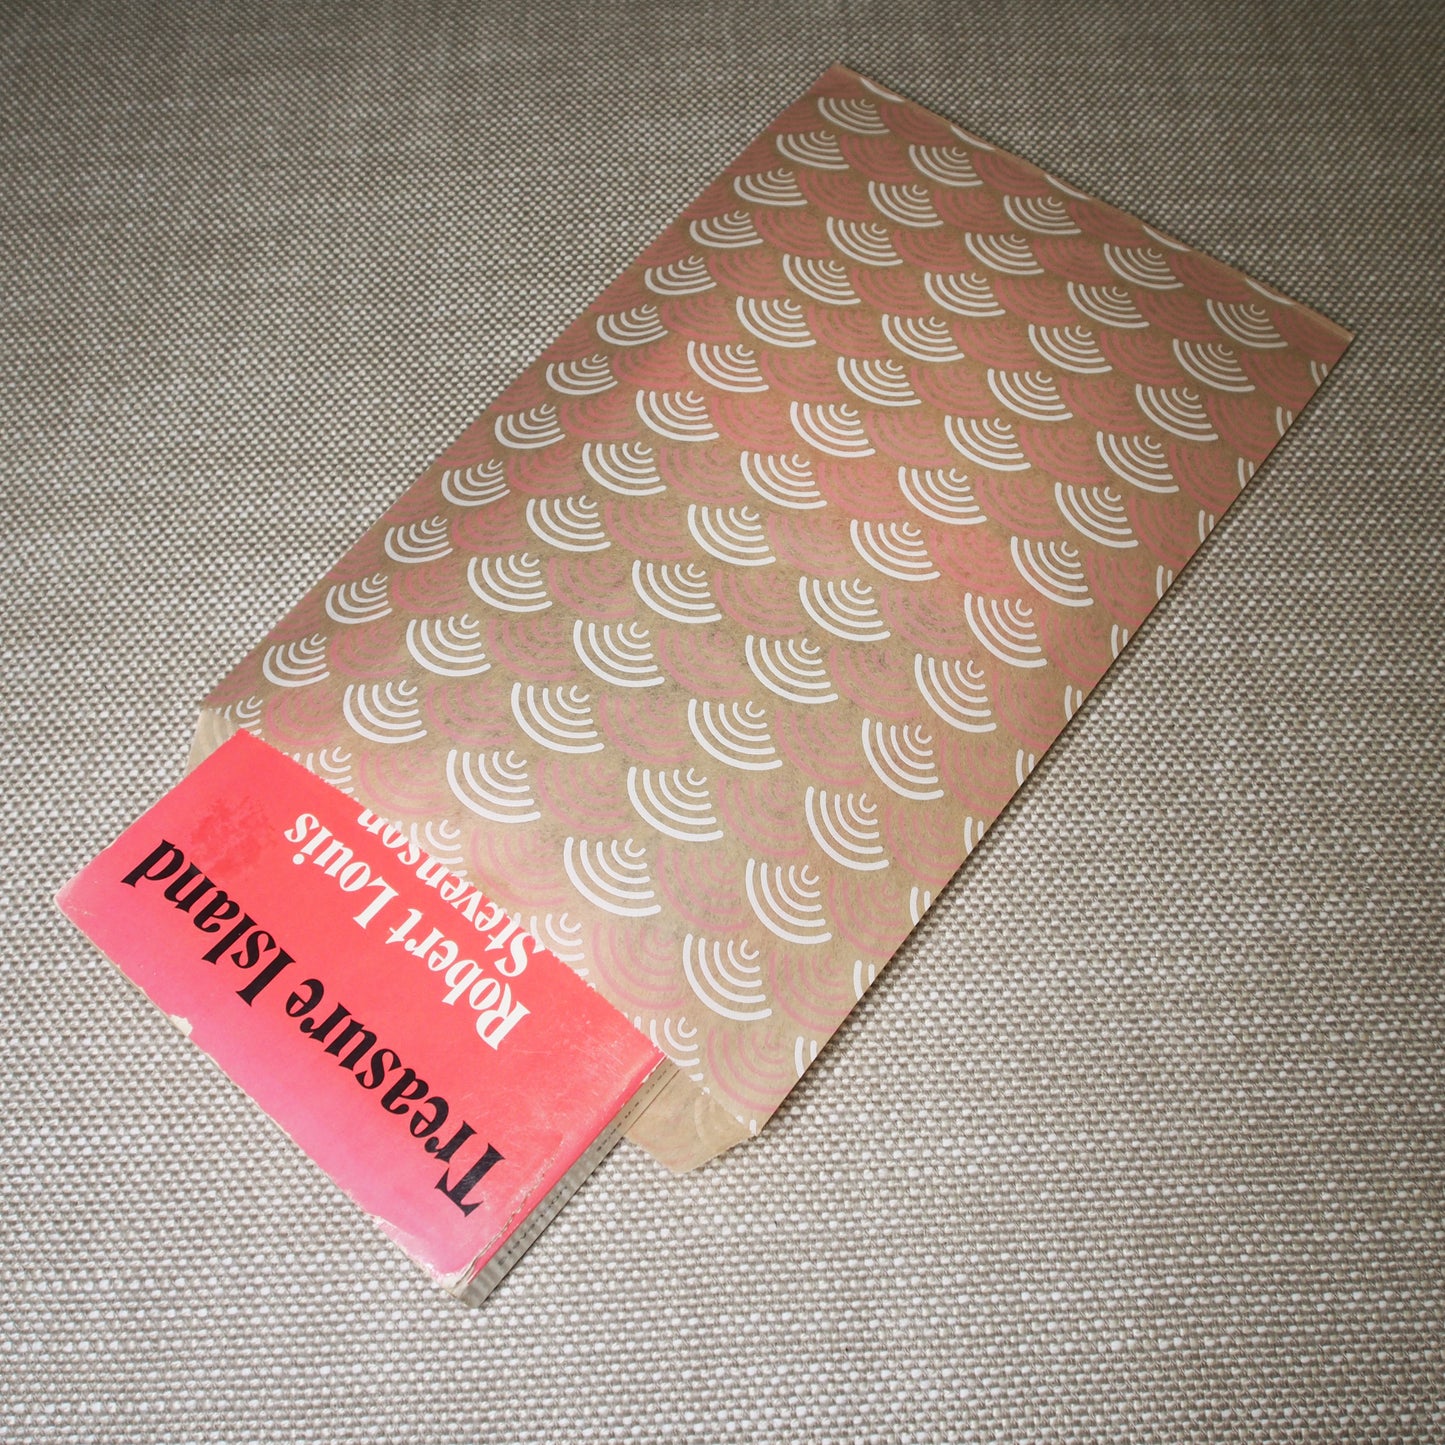 Treasure Island
Robert Louis
Stevenson